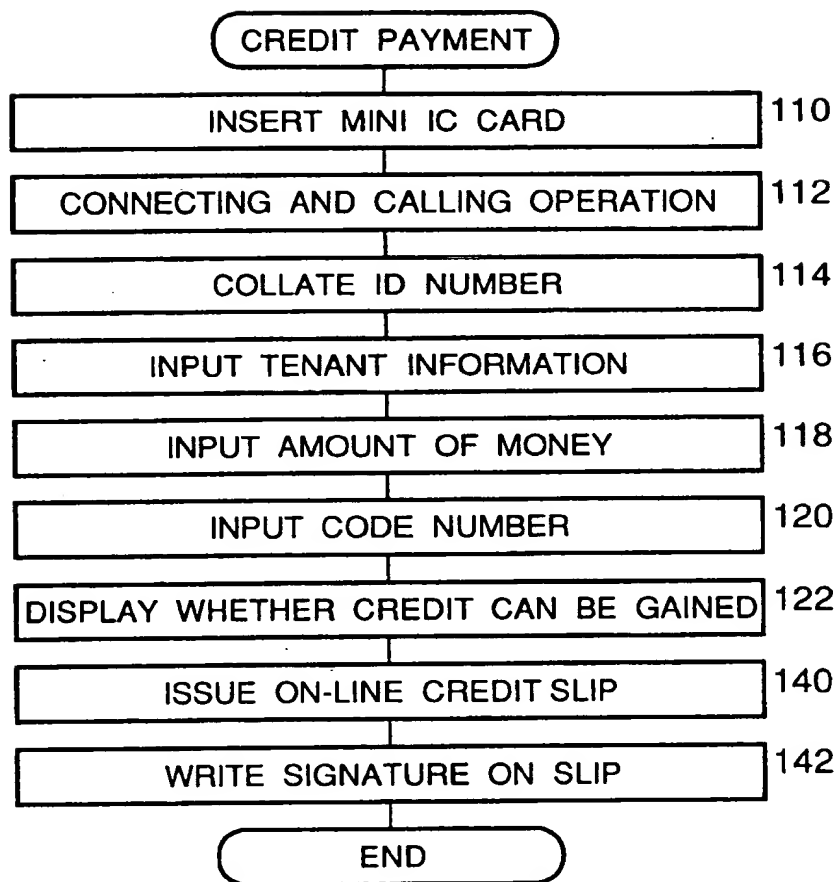 CREDIT PAYMENT
INSERT MINI IC CARD 110
CONNECTING AND CALLING OPERATION 112
COLLATE ID NUMBER 114
INPUT TENANT INFORMATION 116
INPUT AMOUNT OF MONEY 118
INPUT CODE NUMBER 120
DISPLAY WHETHER CREDIT CAN BE GAINED 122
ISSUE ON-LINE CREDIT SLIP 140
WRITE SIGNATURE ON SLIP 142
END